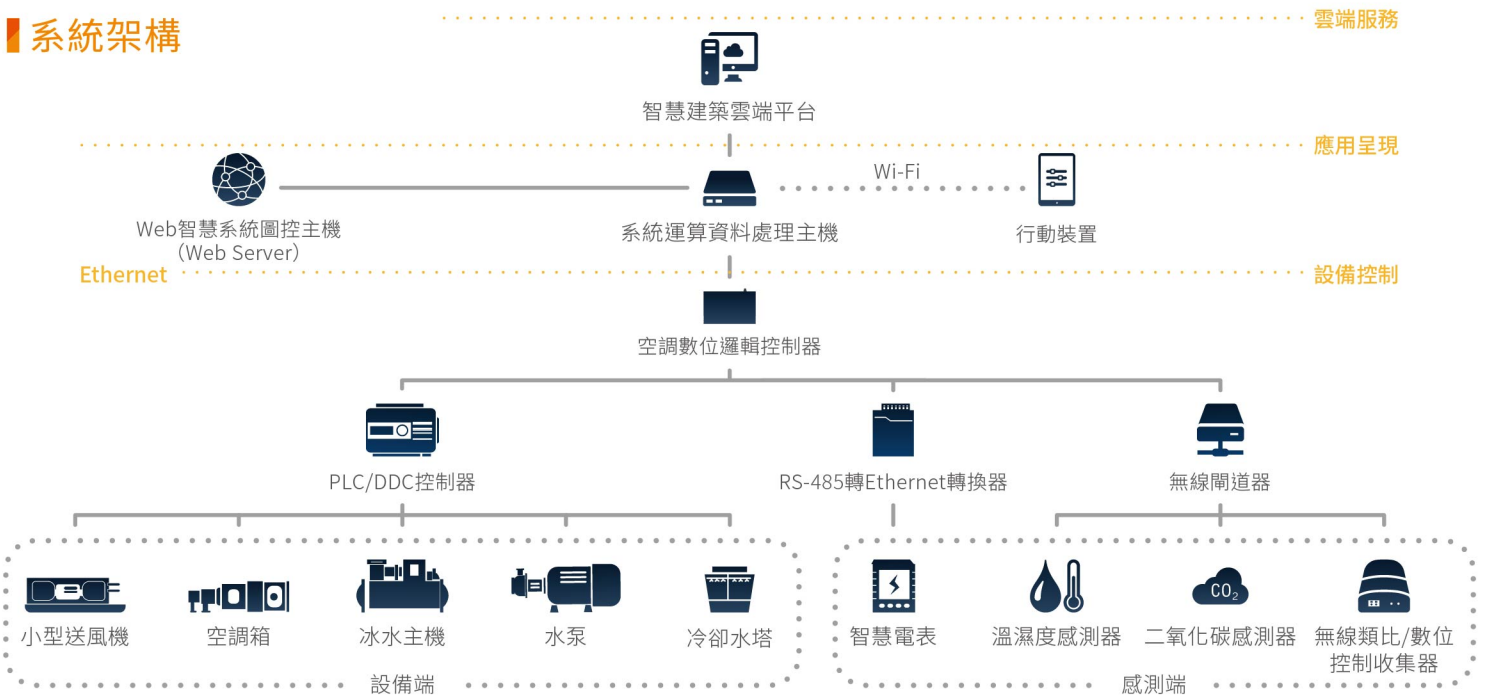 系統架構
雲端服務
智慧建築雲端平台
應用呈現
Wi-Fi
Web智慧系統圖控主機
（Web Server）
系統運算資料處理主機
行動裝置
Ethernet
設備控制
空調數位邏輯控制器
PLC/DDC控制器
RS-485轉Ethernet轉換器
無線閘道器
CO₂
小型送風機
空調箱
冰水主機
水泵
冷卻水塔
智慧電表
溫濕度感測器
二氧化碳感測器
無線類比/數位
控制收集器
設備端
感測端